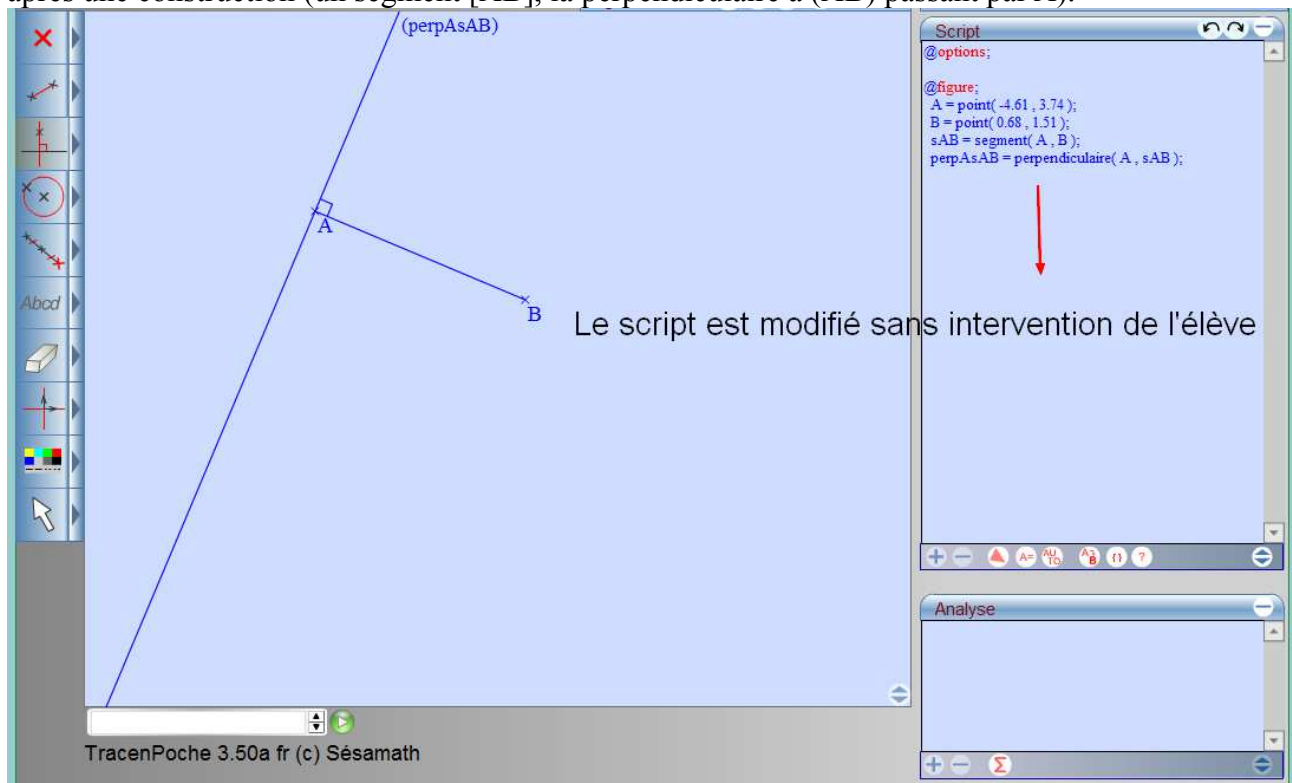 après une construction (un segment [AB], la perpendiculaire à (AB) passant par A).
(perpAsAB)
A
B
Abcd
Le script est modifié sans intervention de l'élève
TracenPoche 3.50a fr (c) Sésamath
Script
@options;
@figure;
A = point( -4.61 , 3.74 );
B = point( 0.68 , 1.51 );
sAB = segment( A , B );
perpAsAB = perpendiculaire( A , sAB );
A=
AU
TO
A
B
{}
?
Analyse
Σ